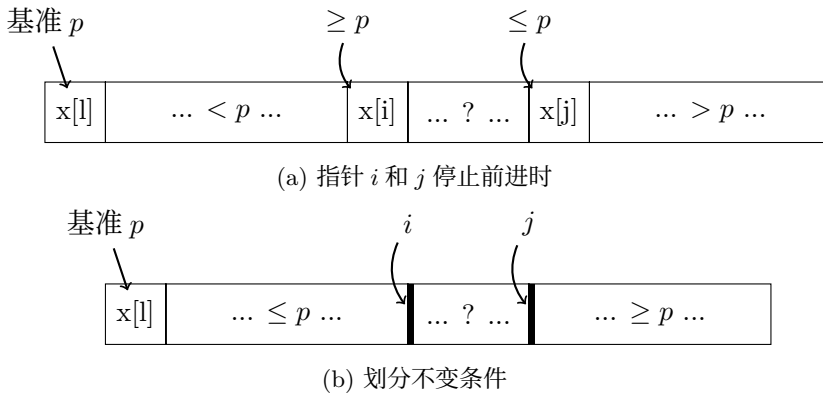 基准 p ≥ p ≤ p
x[l] ... < p ... x[i] ... ? ... x[j] ... > p ...
(a) 指针 i 和 j 停止前进时
基准 p i j
x[l] ... ≤ p ... ... ? ... ... ≥ p ...
(b) 划分不变条件